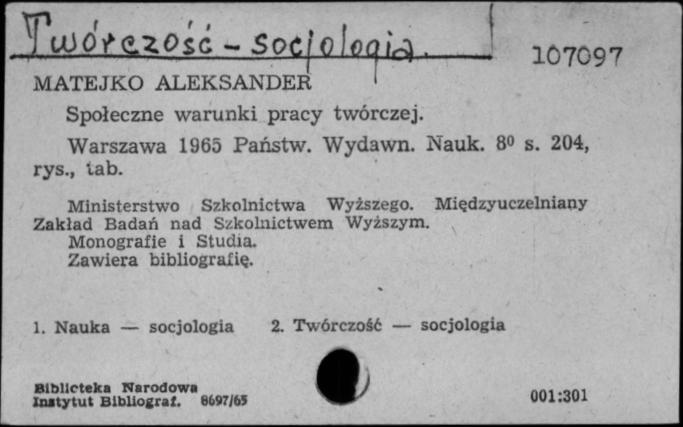 Twórczość - socjologia.
107097
MATEJKO ALEKSANDER
Społeczne warunki pracy twórczej.
Warszawa 1965 Państw. Wydawn. Nauk. 8⁰ s. 204,
rys., tab.
Ministerstwo Szkolnictwa Wyższego. Międzyuczelniany
Zakład Badań nad Szkolnictwem Wyższym.
Monografie i Studia.
Zawiera bibliografię.
1. Nauka — socjologia 2. Twórczość — socjologia
Biblioteka Narodowa
Instytut Bibliograf. 8697/65
001:301